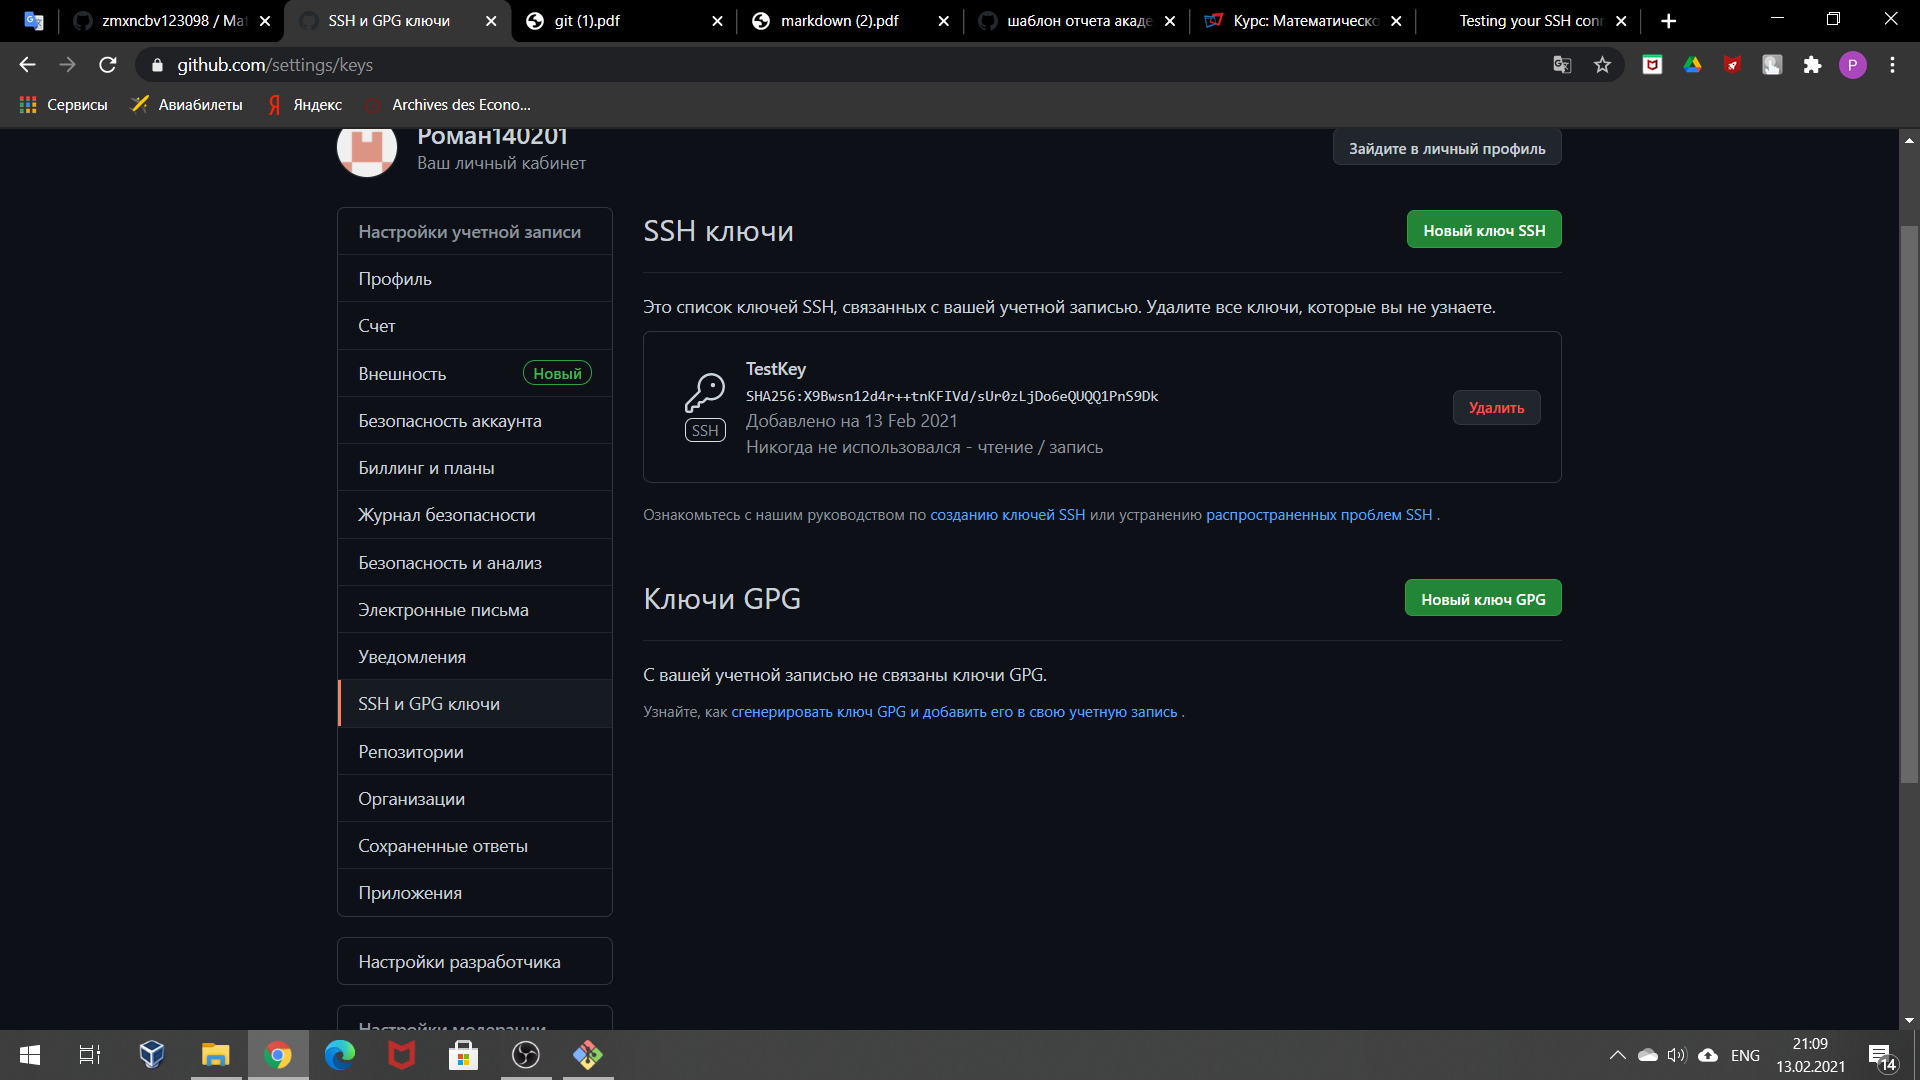 zmxncbv123098 / Mat
SSH и GPG ключи
git (1).pdf
markdown (2).pdf
шаблон отчета акаде
Курс: Математическо
Testing your SSH conn
github.com/settings/keys
P
Сервисы
Авиабилеты
Яндекс
Archives des Econo...
Роман140201
Ваш личный кабинет
Зайдите в личный профиль
Настройки учетной записи
Профиль
Счет
Внешность
Новый
Безопасность аккаунта
Биллинг и планы
Журнал безопасности
Безопасность и анализ
Электронные письма
Уведомления
SSH и GPG ключи
Репозитории
Организации
Сохраненные ответы
Приложения
Настройки разработчика
Настройки модерации
SSH ключи
Новый ключ SSH
Это список ключей SSH, связанных с вашей учетной записью. Удалите все ключи, которые вы не узнаете.
TestKey
SHA256:X9Bwsn12d4r++tnKFIVd/sUr0zLjDo6eQUQQ1PnS9Dk
SSH
Добавлено на 13 Feb 2021
Никогда не использовался - чтение / запись
Удалить
Ознакомьтесь с нашим руководством по созданию ключей SSH или устранению распространенных проблем SSH .
Ключи GPG
Новый ключ GPG
С вашей учетной записью не связаны ключи GPG.
Узнайте, как сгенерировать ключ GPG и добавить его в свою учетную запись .
ENG
21:09
13.02.2021
14